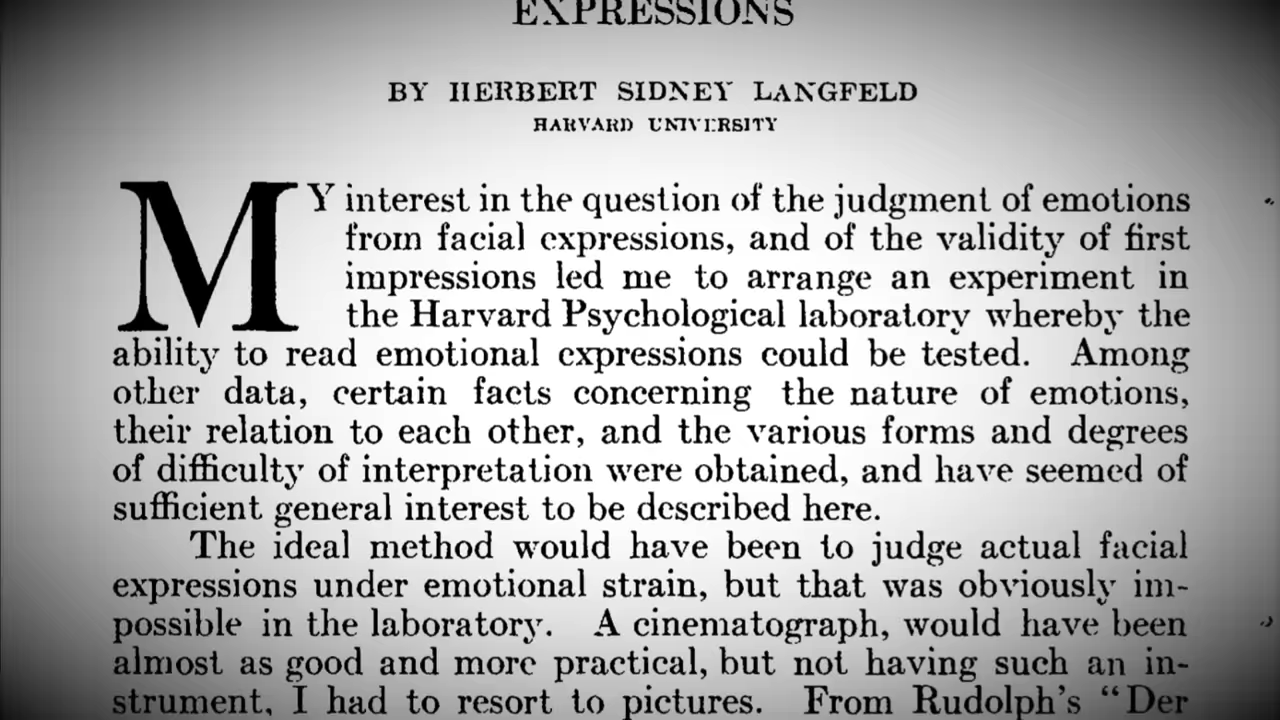 EXPRESSIONS
BY HERBERT SIDNEY LANGFELD
HARVARD UNIVERSITY
MY interest in the question of the judgment of emotions
from facial expressions, and of the validity of first
impressions led me to arrange an experiment in
the Harvard Psychological laboratory whereby the
ability to read emotional expressions could be tested. Among
other data, certain facts concerning the nature of emotions,
their relation to each other, and the various forms and degrees
of difficulty of interpretation were obtained, and have seemed of
sufficient general interest to be described here.
The ideal method would have been to judge actual facial
expressions under emotional strain, but that was obviously im-
possible in the laboratory. A cinematograph, would have been
almost as good and more practical, but not having such an in-
strument, I had to resort to pictures. From Rudolph's "Der